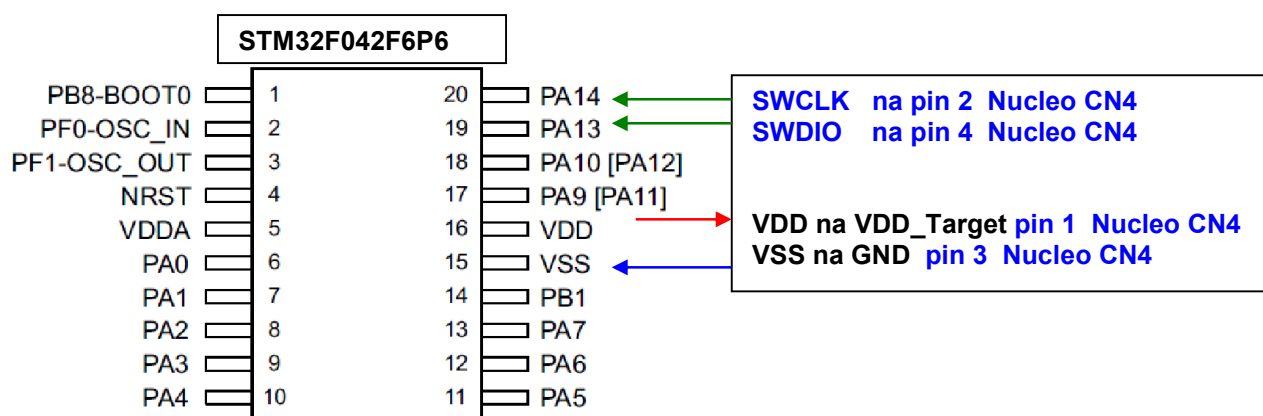 STM32F042F6P6
PB8-BOOT0 1 20 PA14
PF0-OSC_IN 2 19 PA13
PF1-OSC_OUT 3 18 PA10 [PA12]
NRST 4 17 PA9 [PA11]
VDDA 5 16 VDD
PA0 6 15 VSS
PA1 7 14 PB1
PA2 8 13 PA7
PA3 9 12 PA6
PA4 10 11 PA5
SWCLK na pin 2 Nucleo CN4
SWDIO na pin 4 Nucleo CN4
VDD na VDD_Target pin 1 Nucleo CN4
VSS na GND pin 3 Nucleo CN4